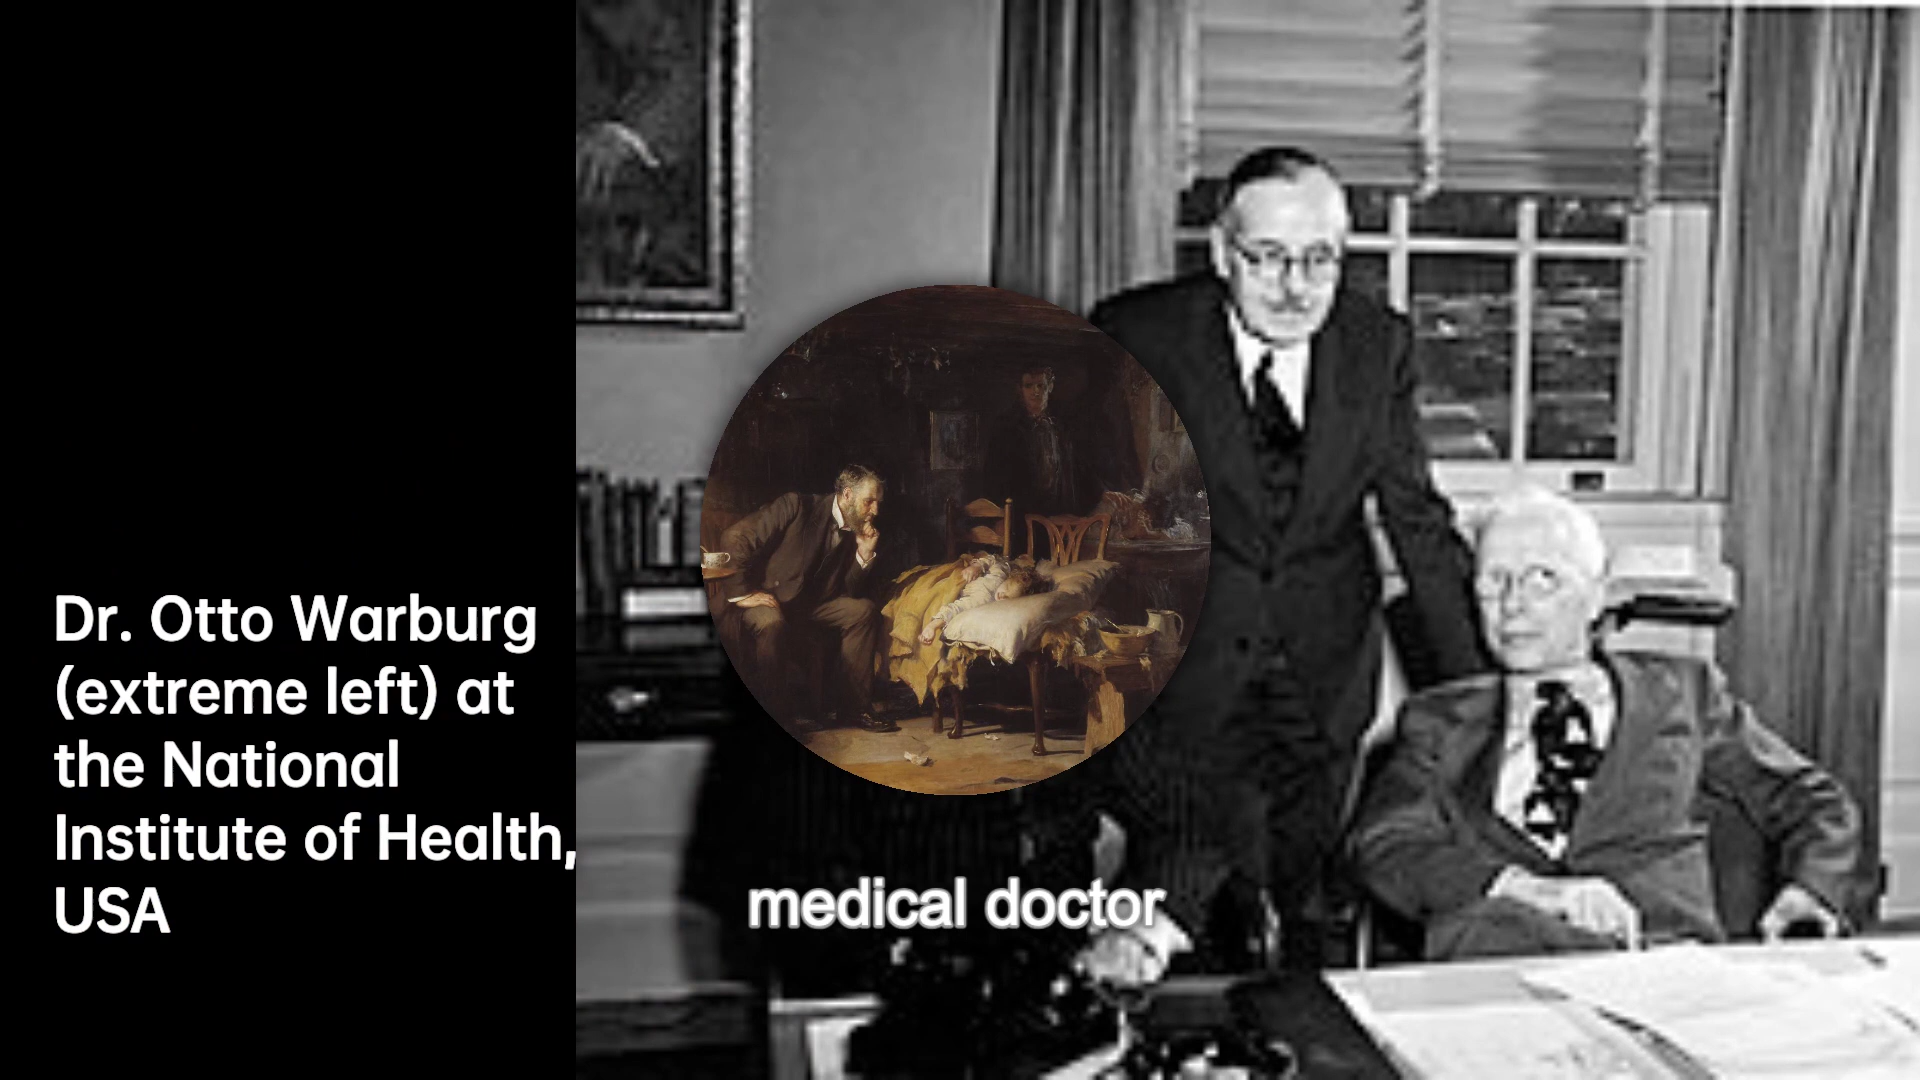 Dr. Otto Warburg
(extreme left) at
the National
Institute of Health,
USA
medical doctor